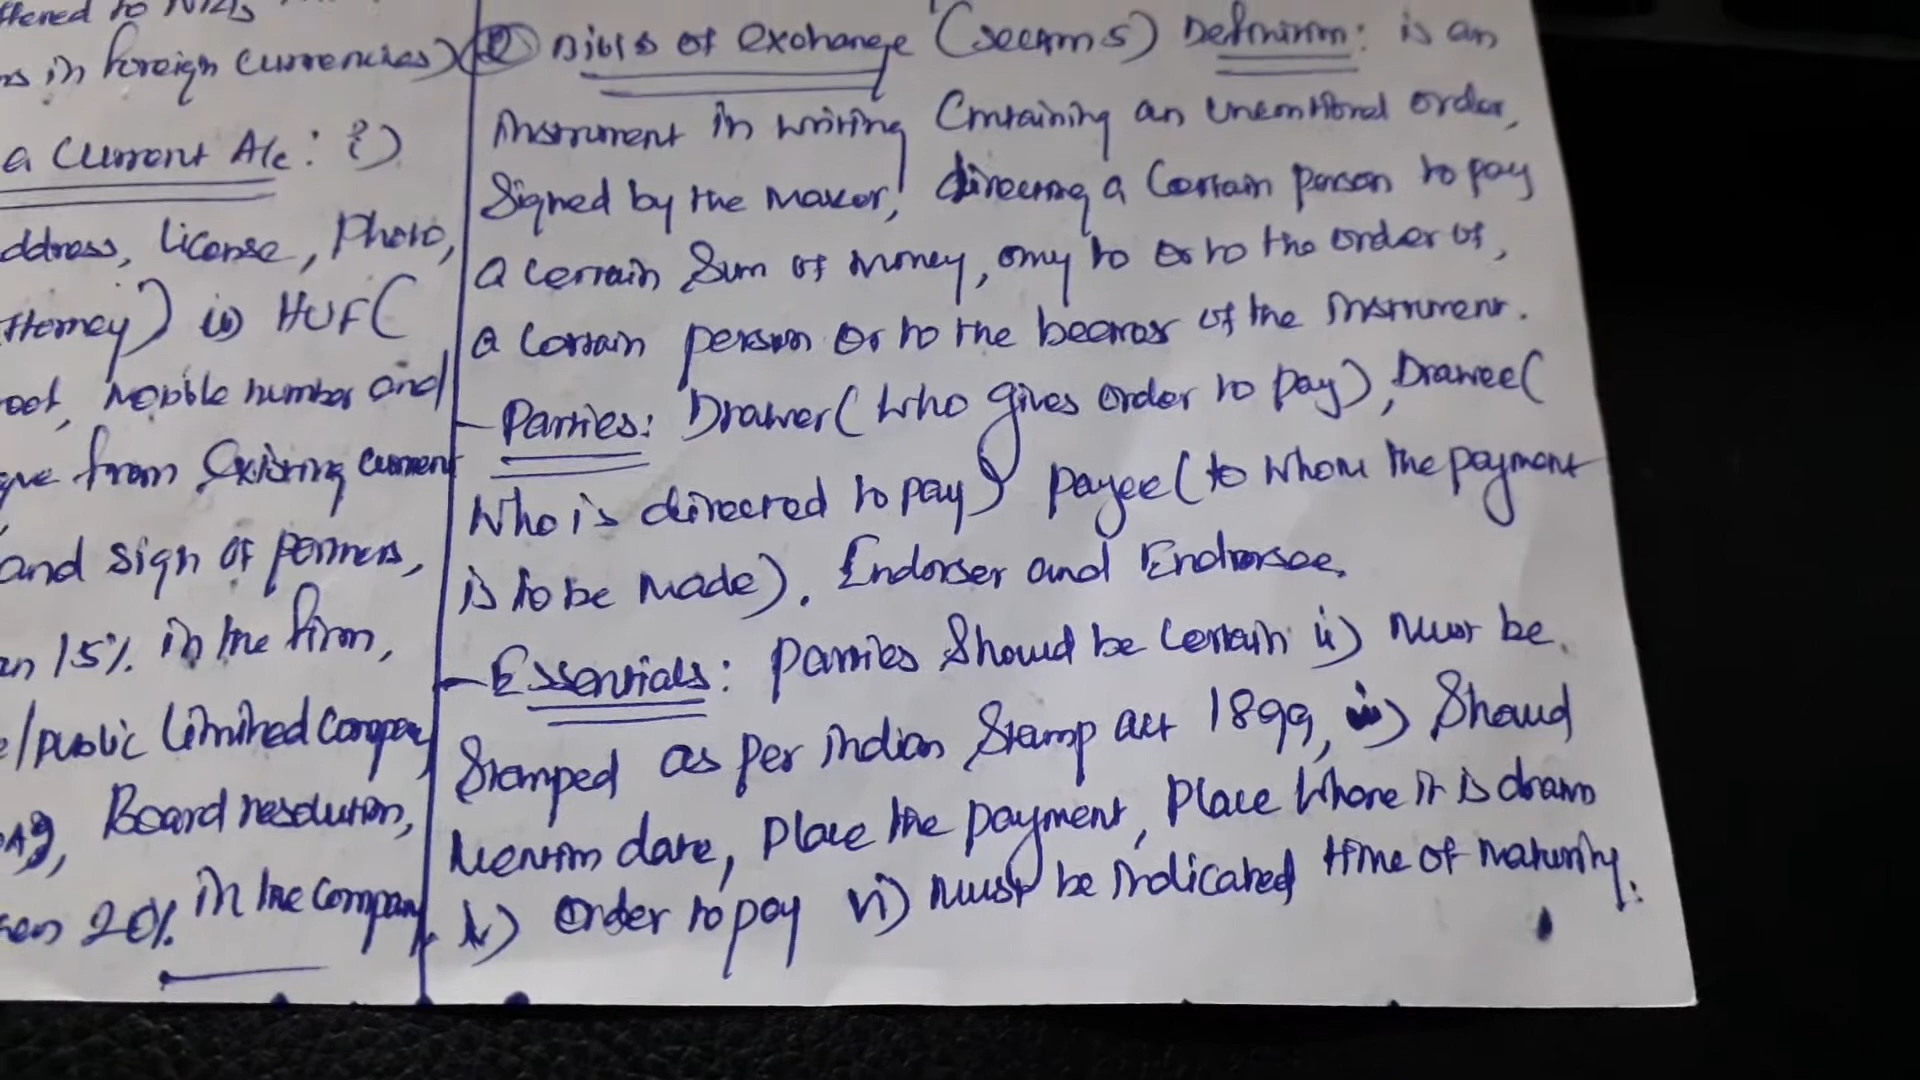 ffered to NRIs
ns in foreign currencies)
a Current A/c: i)
ddress, License, Photo,
ttorney) ii) HUF(
oof, Mobile number and
que from Existing current
and sign of partners,
an 15% in the firm,
e/public Limited Company
Board resolution,
20% in the Company.
② Bills of exchange (section 5) Definition: is an
instrument in writing Containing an unconditional order,
Signed by the maker, directing a Certain person to pay
a certain Sum of money, only to or to the order of,
a Certain person or to the bearer of the instrument.
- Parties: Drawer (Who gives order to pay), Drawee(
Who is directed to pay) payee (to whom the payment
is to be made). Endorser and Endorsee.
- Essentials: parties Should be Certain ii) Must be
Stamped as per indian Stamp act 1899, iii) Should
Mention date, place the payment, place Where it is drawn
iv) order to pay vi) must be indicated time of maturity.